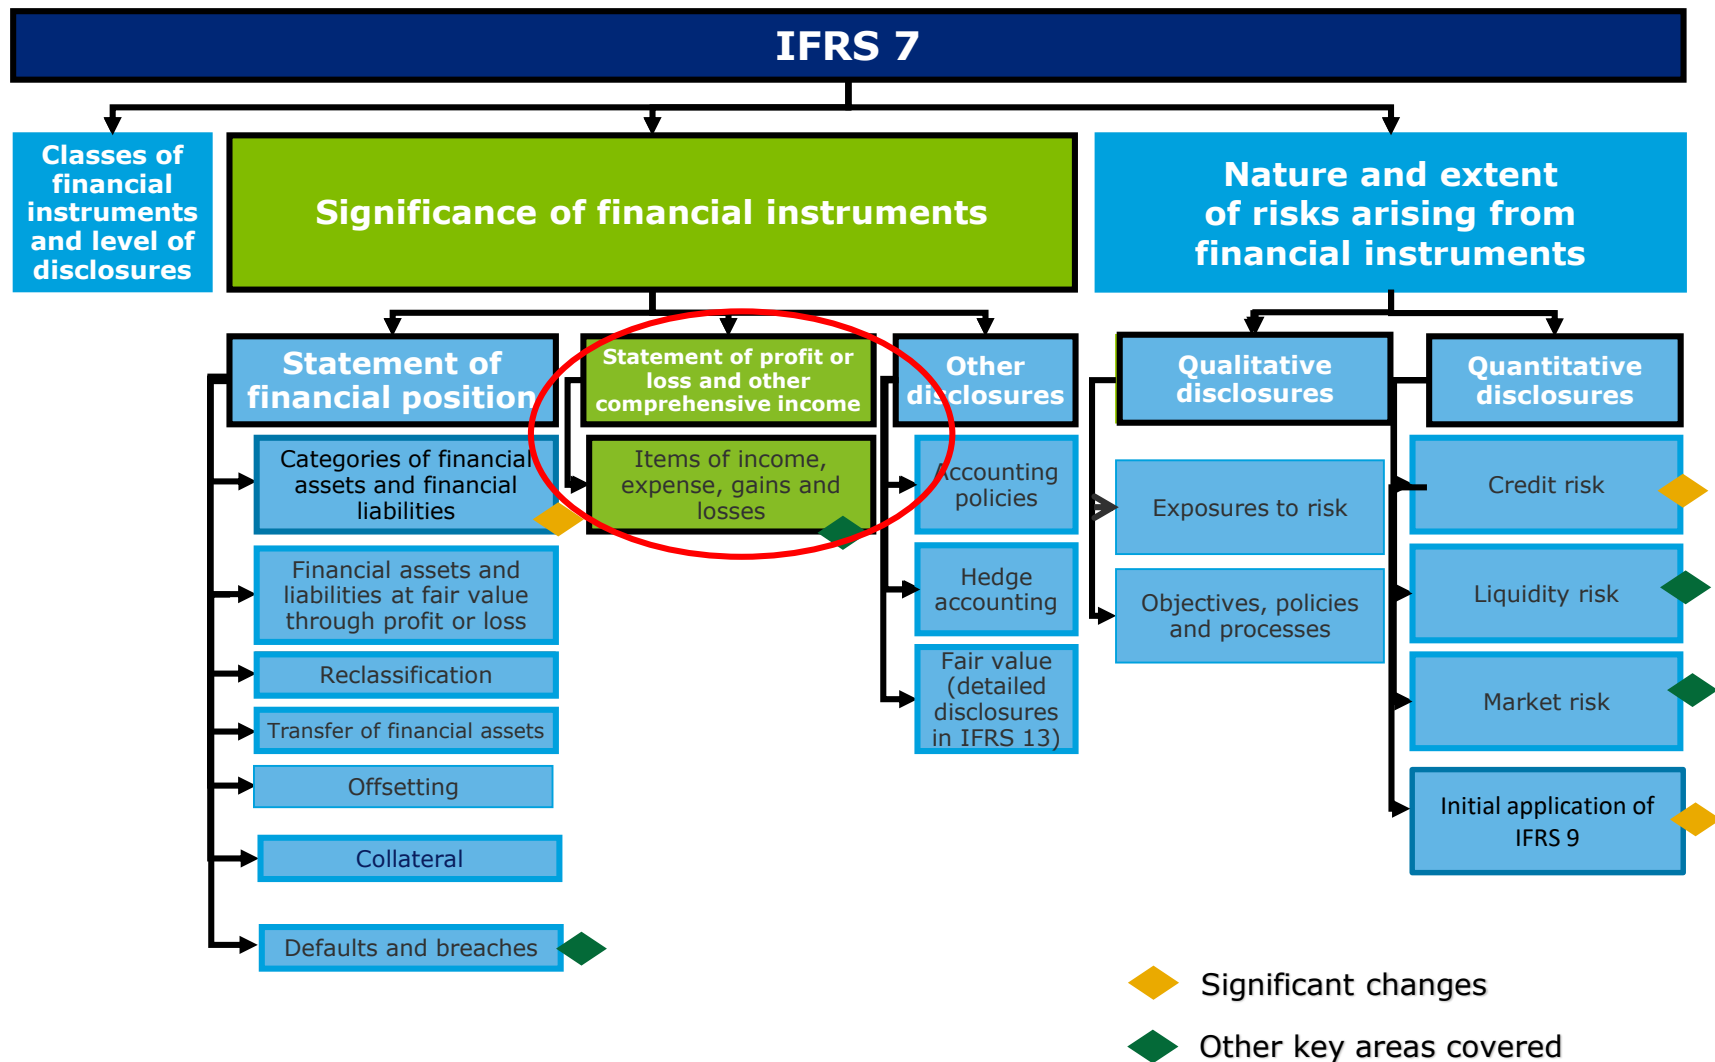 IFRS 7
Classes of
financial
instruments
and level of
disclosures
Significance of financial instruments
Nature and extent
of risks arising from
financial instruments
Statement of
financial position
Statement of profit or
loss and other
comprehensive income
Other
disclosures
Qualitative
disclosures
Quantitative
disclosures
Categories of financial
assets and financial
liabilities
Financial assets and
liabilities at fair value
through profit or loss
Reclassification
Transfer of financial assets
Offsetting
Collateral
Defaults and breaches
Items of income,
expense, gains and
losses
Accounting
policies
Hedge
accounting
Fair value
(detailed
disclosures
in IFRS 13)
Exposures to risk
Objectives, policies
and processes
Credit risk
Liquidity risk
Market risk
Initial application of
IFRS 9
Significant changes
Other key areas covered